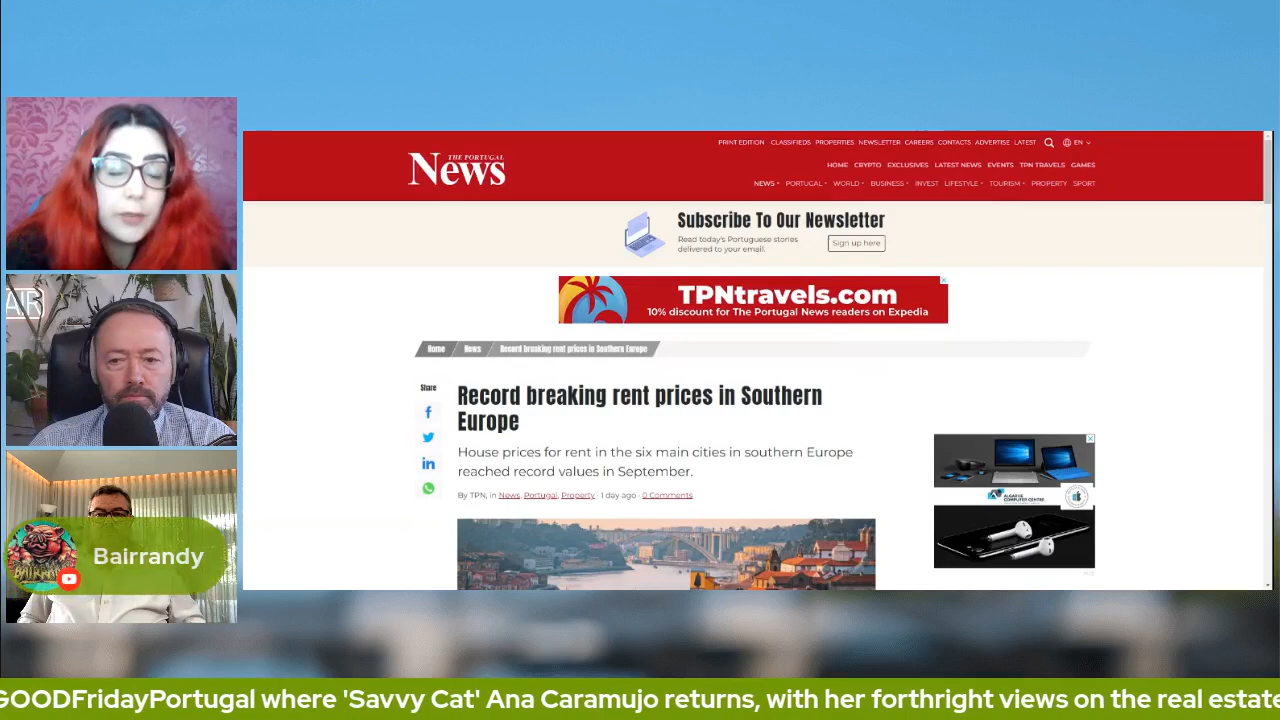 PRINT EDITION CLASSIFIEDS PROPERTIES NEWSLETTER CAREERS CONTACTS ADVERTISE LATEST EN
THE PORTUGAL
News
HOME CRYPTO EXCLUSIVES LATEST NEWS EVENTS TPN TRAVELS GAMES
NEWS PORTUGAL WORLD BUSINESS INVEST LIFESTYLE TOURISM PROPERTY SPORT
Subscribe To Our Newsletter
Read today's Portuguese stories
delivered to your email.
Sign up here
TPNtravels.com
10% discount for The Portugal News readers on Expedia
Home News Record breaking rent prices in Southern Europe
Share
Record breaking rent prices in Southern
Europe
House prices for rent in the six main cities in southern Europe
reached record values in September.
By TPN, in News, Portugal, Property · 1 day ago · 0 Comments
ALGARVE
COMPUTER CENTRE
Bairrandy
GOODFridayPortugal where 'Savvy Cat' Ana Caramujo returns, with her forthright views on the real estate